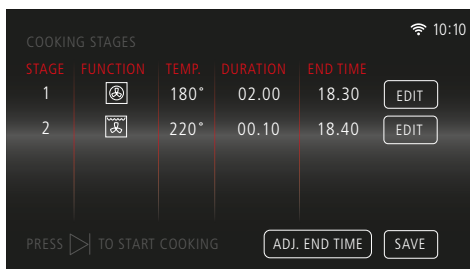 10:10
COOKING STAGES
STAGE FUNCTION TEMP. DURATION END TIME
1 180° 02.00 18.30 EDIT
2 220° 00.10 18.40 EDIT
PRESS TO START COOKING ADJ. END TIME SAVE